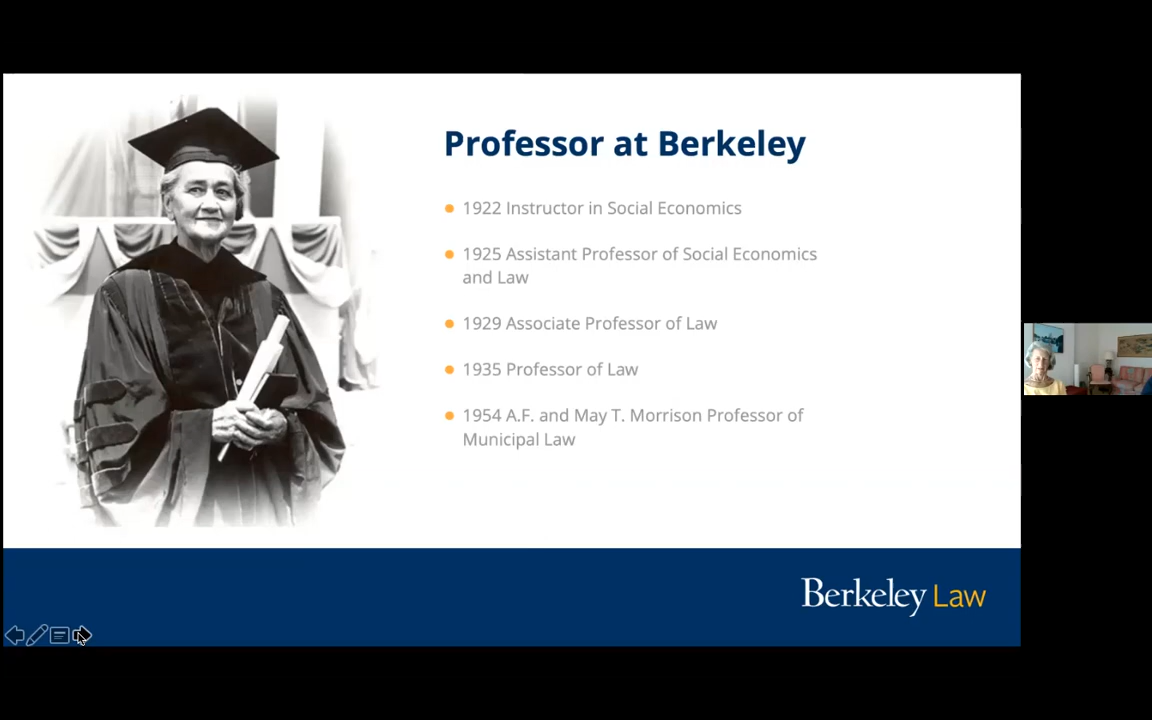 Professor at Berkeley
1922 Instructor in Social Economics
1925 Assistant Professor of Social Economics
and Law
1929 Associate Professor of Law
1935 Professor of Law
1954 A.F. and May T. Morrison Professor of
Municipal Law
Berkeley Law